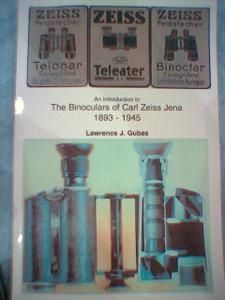 ZEISS
Feldstecher
Telonar
ZEISS
Teleater
ZEISS
Feldstecher
Binoctar
An Introduction to
The Binoculars of Carl Zeiss Jena
1893 - 1945
Lawrence J. Gubas